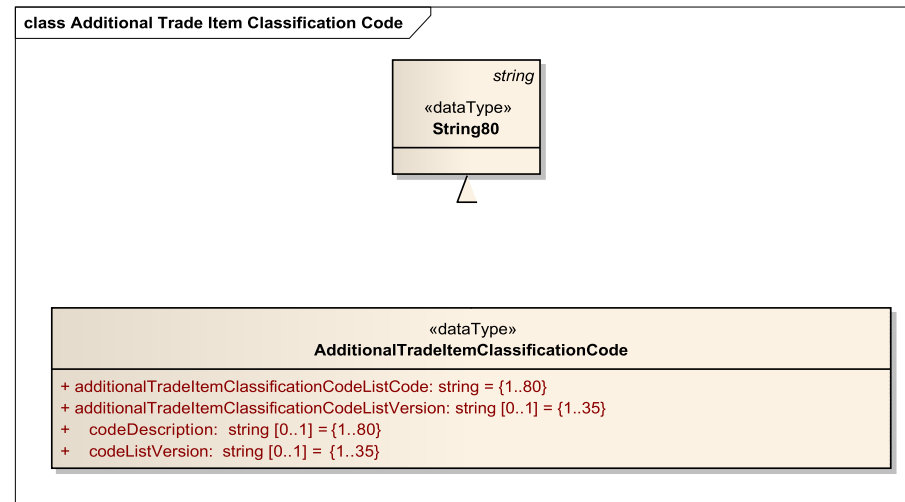 class Additional Trade Item Classification Code
string
«dataType»
String80
«dataType»
AdditionalTradeItemClassificationCode
+ additionalTradeItemClassificationCodeListCode: string = {1..80}
+ additionalTradeItemClassificationCodeListVersion: string [0..1] = {1..35}
+ codeDescription: string [0..1] = {1..80}
+ codeListVersion: string [0..1] = {1..35}